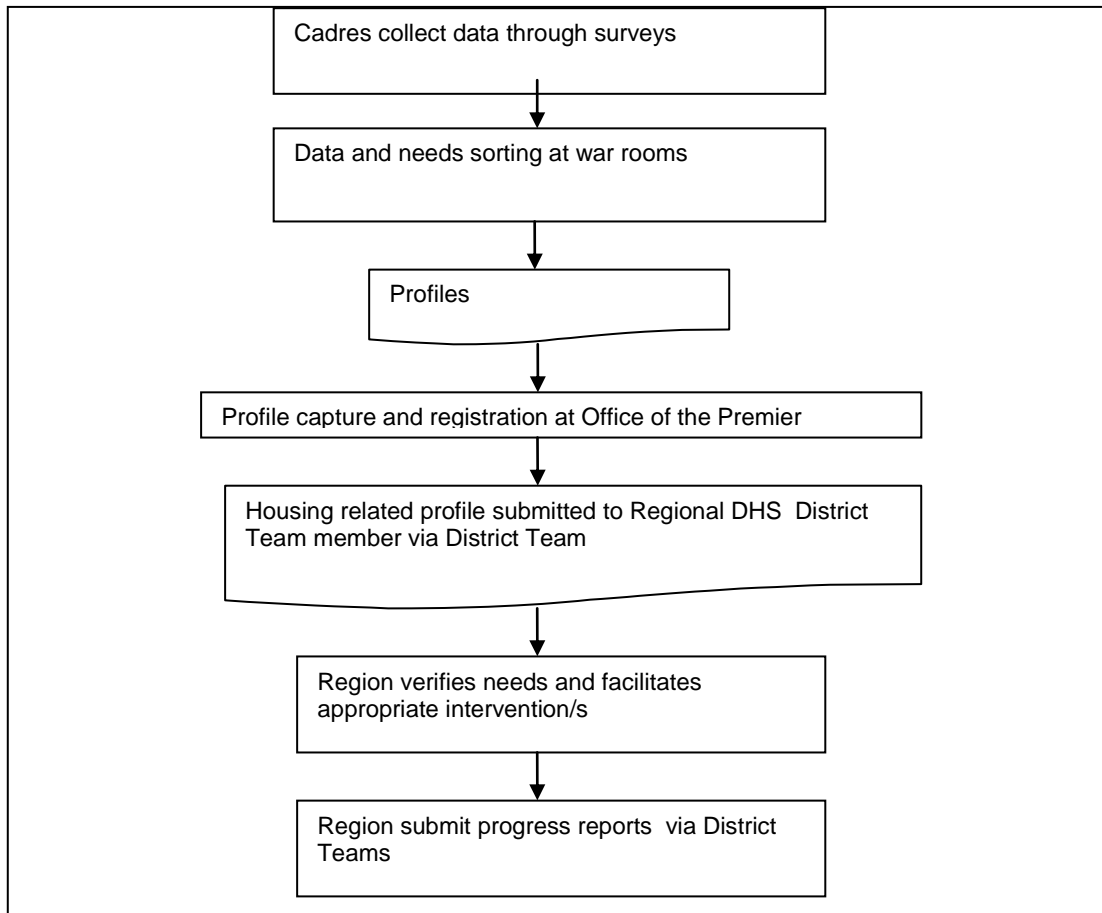 Cadres collect data through surveys
Data and needs sorting at war rooms
Profiles
Profile capture and registration at Office of the Premier
Housing related profile submitted to Regional DHS  District
Team member via District Team
Region verifies needs and facilitates
appropriate intervention/s
Region submit progress reports  via District
Teams